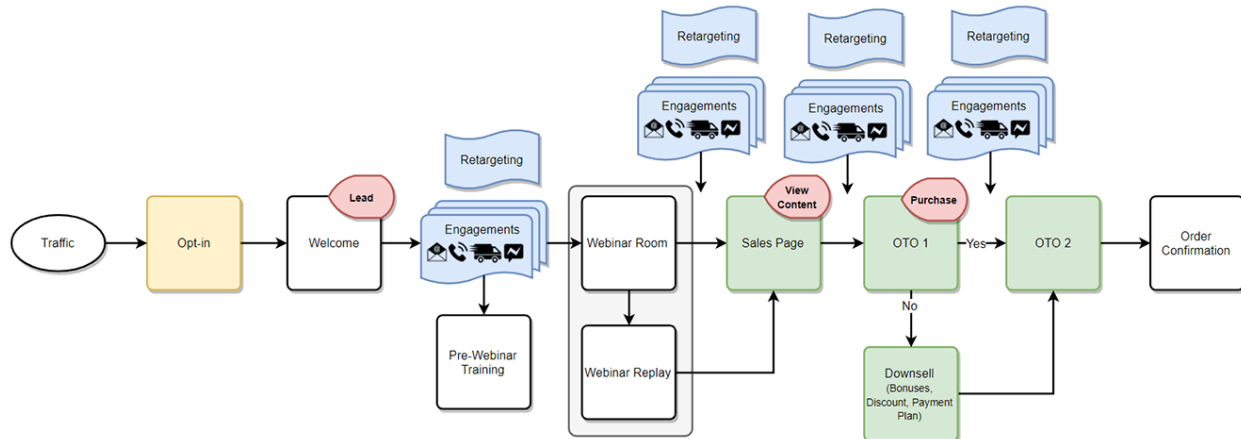 Retargeting
Retargeting
Retargeting
Engagements
Engagements
Engagements
Retargeting
Lead
View
Content
Purchase
Engagements
Traffic
Opt-in
Welcome
Webinar Room
Sales Page
OTO 1
Yes
OTO 2
Order
Confirmation
No
Pre-Webinar
Training
Webinar Replay
Downsell
(Bonuses,
Discount, Payment
Plan)